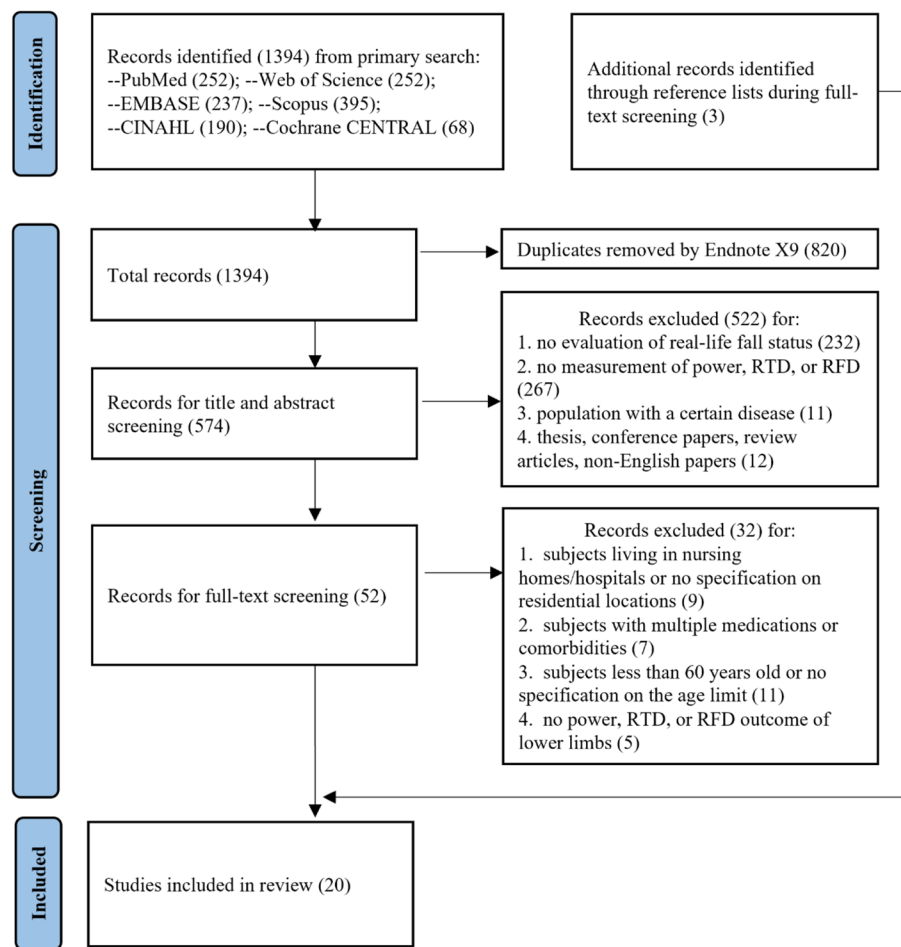 Identification
Records identified (1394) from primary search:
--PubMed (252); --Web of Science (252);
--EMBASE (237); --Scopus (395);
--CINAHL (190); --Cochrane CENTRAL (68)
Additional records identified
through reference lists during full-
text screening (3)
Screening
Total records (1394)
Duplicates removed by Endnote X9 (820)
Records for title and abstract
screening (574)
Records excluded (522) for:
1. no evaluation of real-life fall status (232)
2. no measurement of power, RTD, or RFD
(267)
3. population with a certain disease (11)
4. thesis, conference papers, review
articles, non-English papers (12)
Records for full-text screening (52)
Records excluded (32) for:
1. subjects living in nursing
homes/hospitals or no specification on
residential locations (9)
2. subjects with multiple medications or
comorbidities (7)
3. subjects less than 60 years old or no
specification on the age limit (11)
4. no power, RTD, or RFD outcome of
lower limbs (5)
Included
Studies included in review (20)